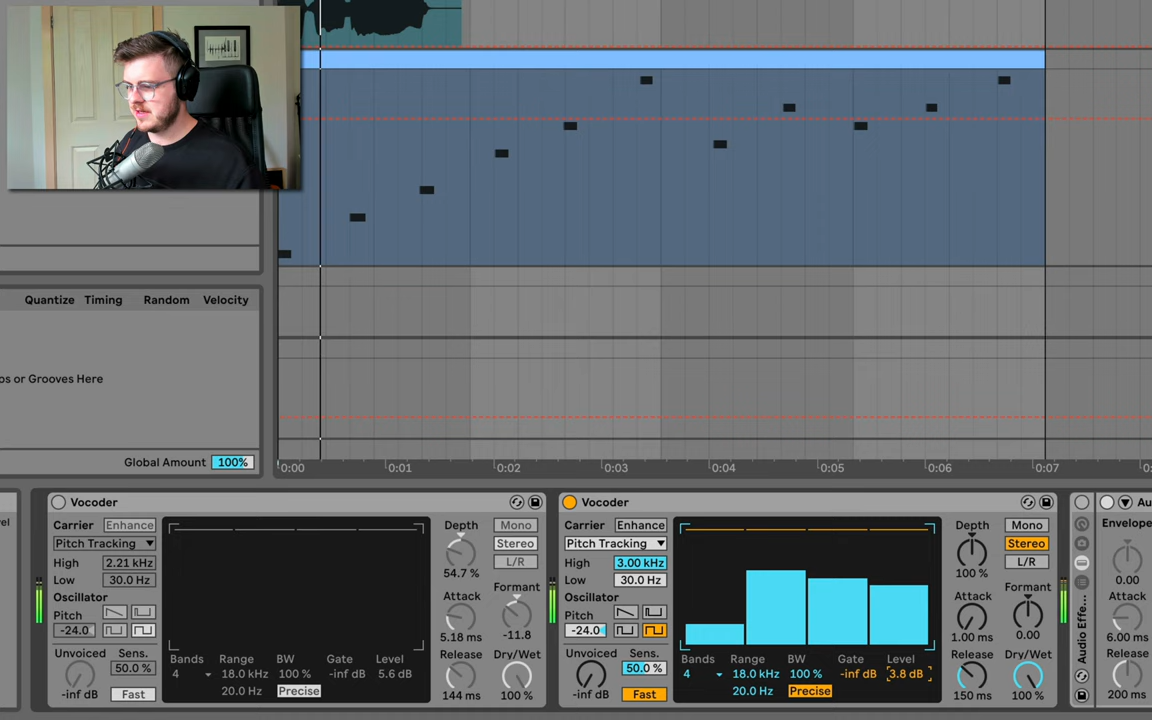 Quantize Timing Random Velocity
os or Grooves Here
Global Amount 100%
0:00 0:01 0:02 0:03 0:04 0:05 0:06 0:07
Vocoder
Carrier Enhance
Pitch Tracking
High 2.21 kHz
Low 30.0 Hz
Oscillator
Pitch
-24.0
Unvoiced Sens.
50.0 %
-inf dB Fast
Bands Range BW Gate Level
4 18.0 kHz 100 % -inf dB 5.6 dB
20.0 Hz Precise
Depth Mono
Stereo
54.7 % L/R
Attack Formant
5.18 ms -11.8
Release Dry/Wet
144 ms 100 %
Vocoder
Carrier Enhance
Pitch Tracking
High 3.00 kHz
Low 30.0 Hz
Oscillator
Pitch
-24.0
Unvoiced Sens.
50.0 %
-inf dB Fast
Bands Range BW Gate Level
4 18.0 kHz 100 % -inf dB 3.8 dB
20.0 Hz Precise
Depth Mono
Stereo
100 % L/R
Attack Formant
1.00 ms 0.00
Release Dry/Wet
150 ms 100 %
Audio Effe...
Au
Envelope
0.00
Attack
6.00 ms
Release
200 ms